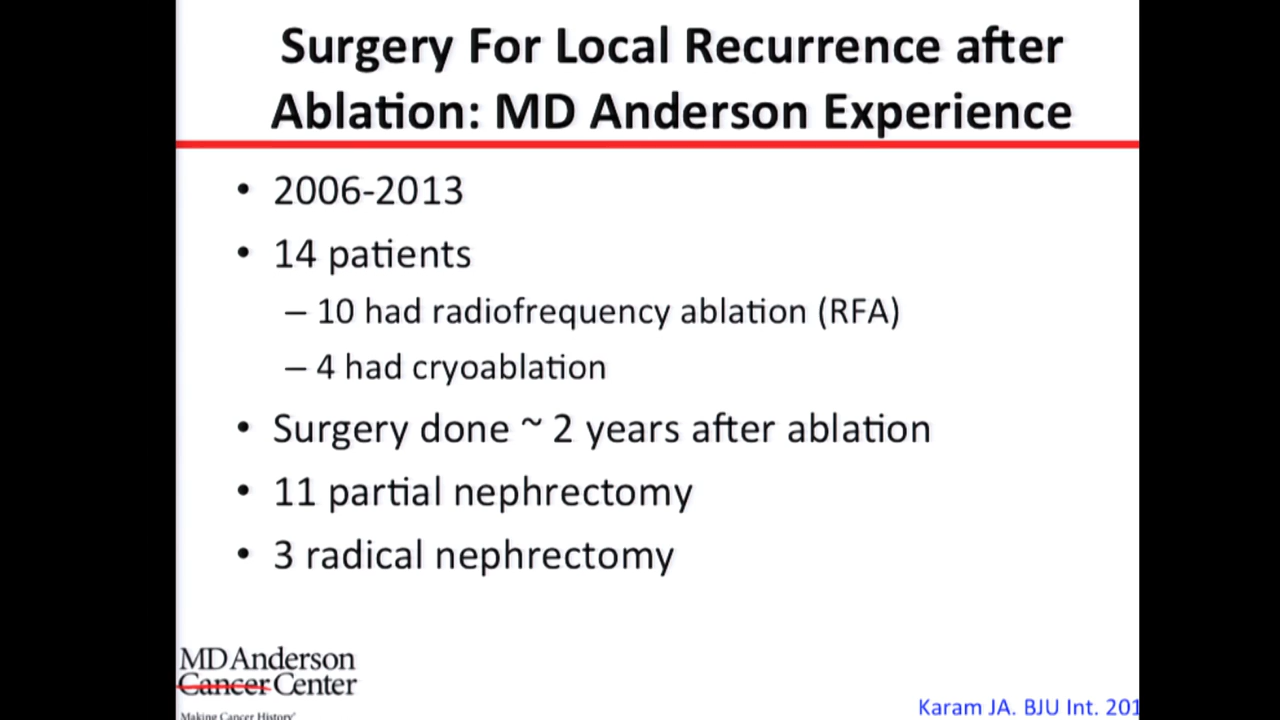 Surgery For Local Recurrence after
Ablation: MD Anderson Experience
• 2006-2013
• 14 patients
– 10 had radiofrequency ablation (RFA)
– 4 had cryoablation
• Surgery done ~ 2 years after ablation
• 11 partial nephrectomy
• 3 radical nephrectomy
MD Anderson
Cancer Center
Making Cancer History®
Karam JA. BJU Int. 201